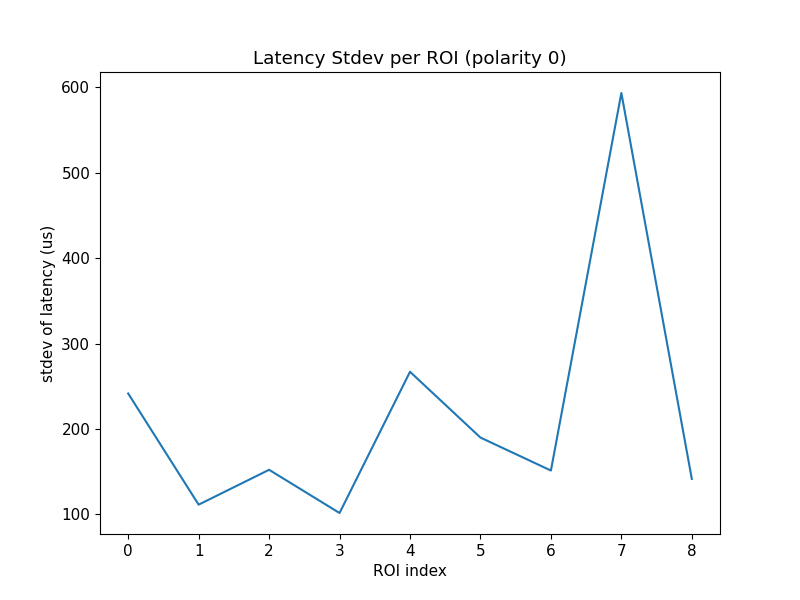 Latency Stdev per ROI (polarity 0)
600
500
400
300
200
100
stdev of latency (us)
0 1 2 3 4 5 6 7 8
ROI index